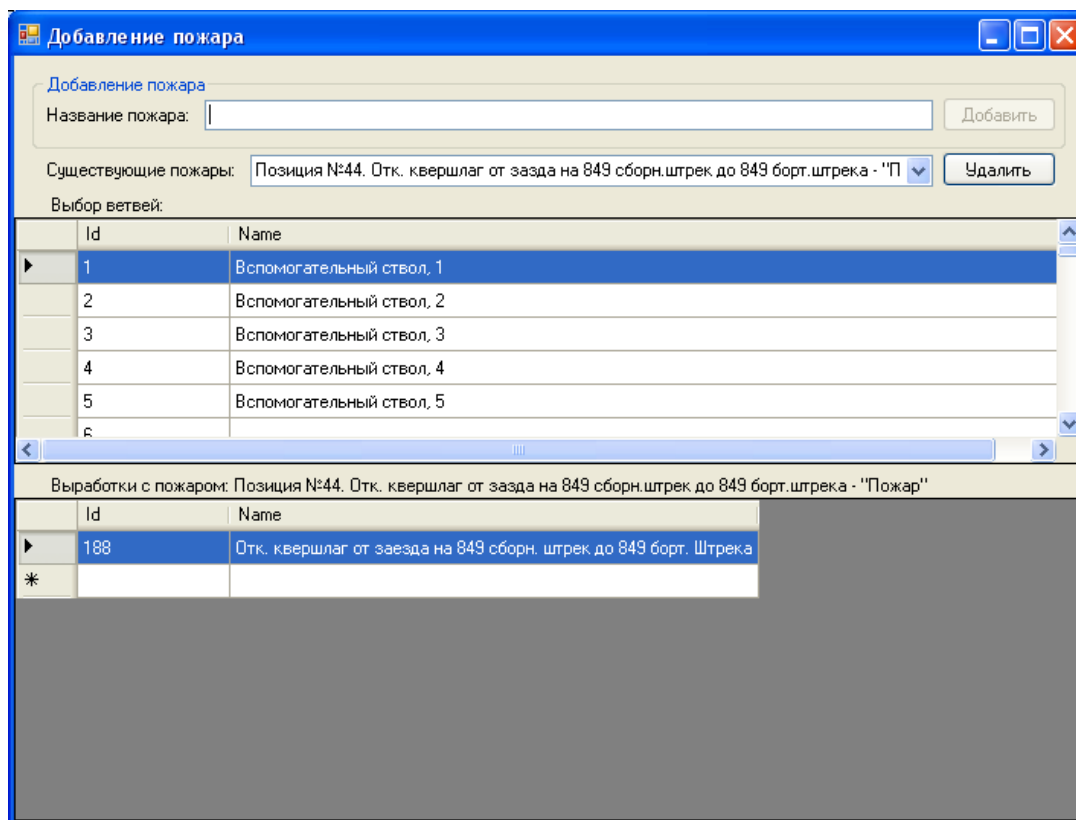 Добавление пожара
Добавление пожара
Название пожара: Добавить
Существующие пожары: Позиция №44. Отк. квершлаг от зазда на 849 сборн.штрек до 849 борт.штрека - "П Удалить
Выбор ветвей:
Id Name
1 Вспомогательный ствол, 1
2 Вспомогательный ствол, 2
3 Вспомогательный ствол, 3
4 Вспомогательный ствол, 4
5 Вспомогательный ствол, 5
6
Выработки с пожаром: Позиция №44. Отк. квершлаг от зазда на 849 сборн.штрек до 849 борт.штрека - "Пожар"
Id Name
188 Отк. квершлаг от заезда на 849 сборн. штрек до 849 борт. Штрека